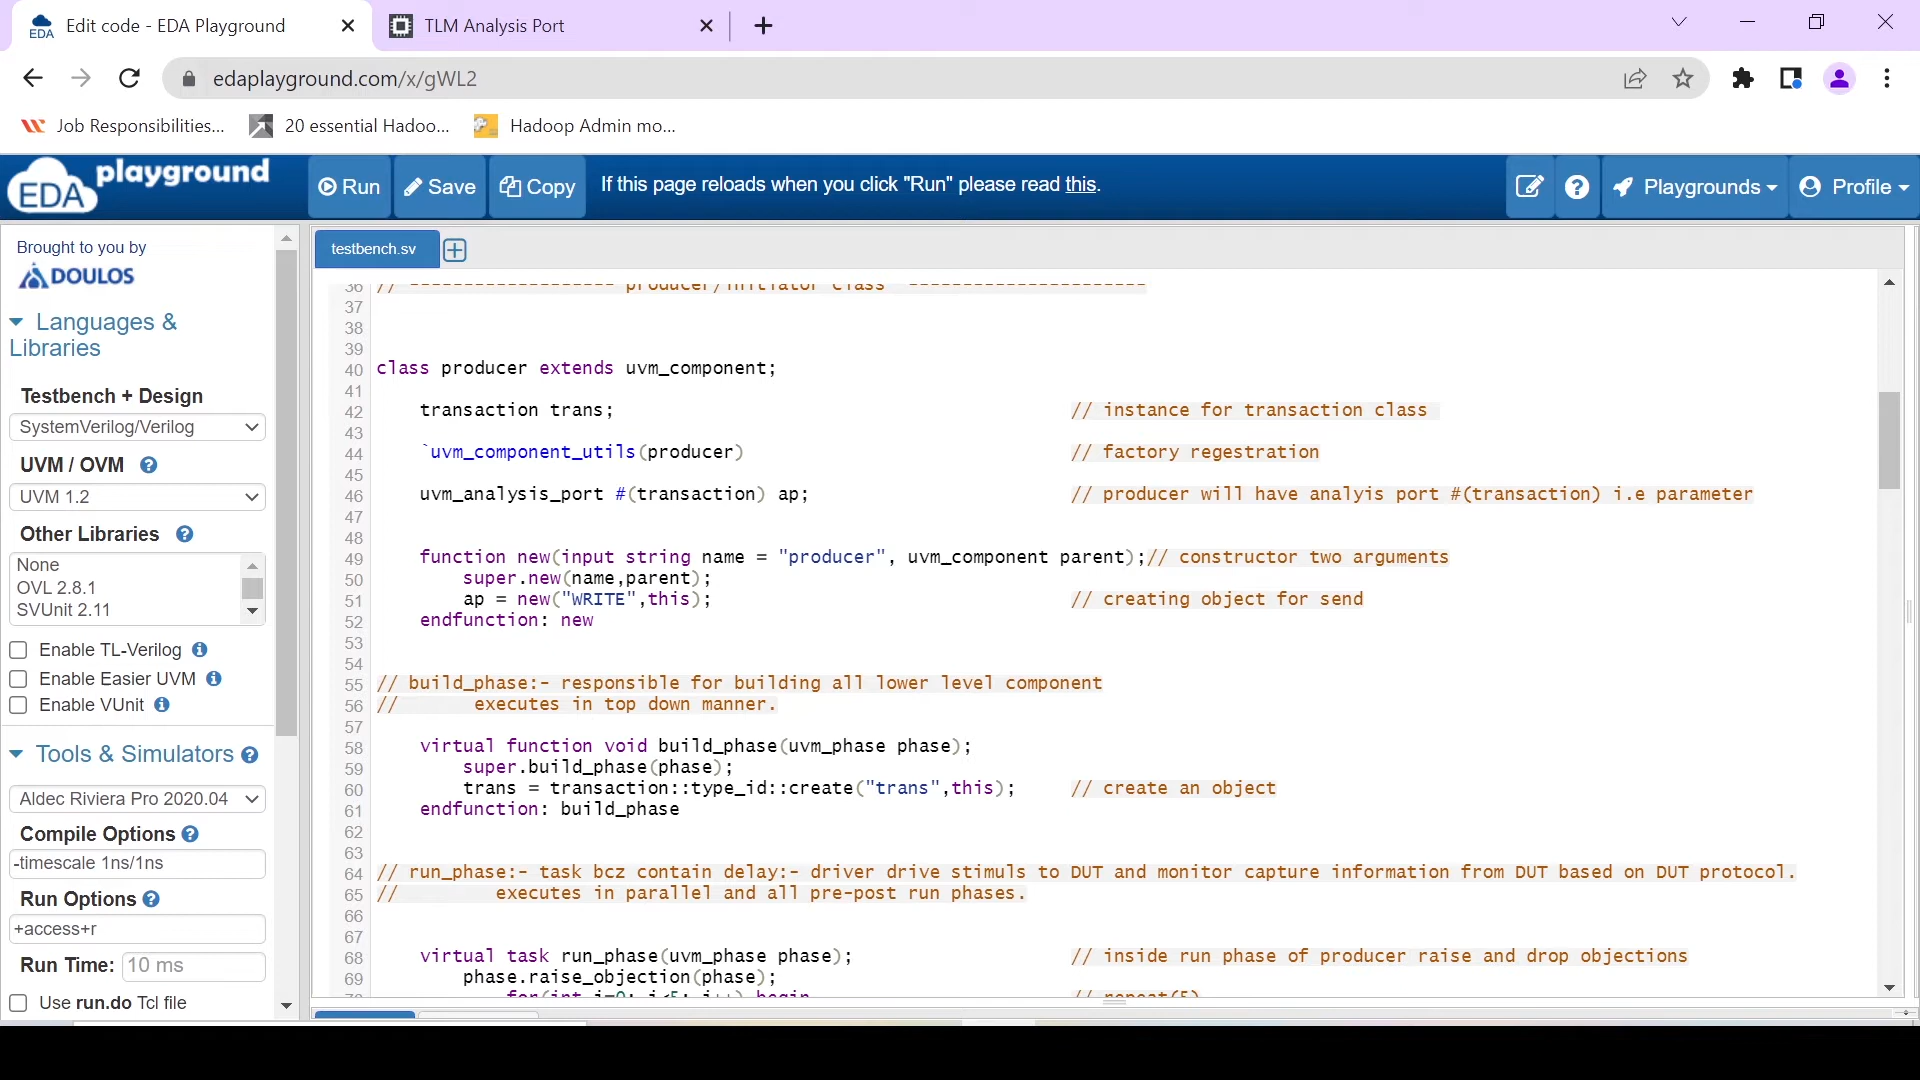 Edit code - EDA Playground
TLM Analysis Port
edaplayground.com/x/gWL2
Job Responsibilities...
20 essential Hadoo...
Hadoop Admin mo...
EDA playground
Run
Save
Copy
If this page reloads when you click "Run" please read this.
Playgrounds
Profile
Brought to you by
DOULOS
Languages & Libraries
Testbench + Design
SystemVerilog/Verilog
UVM / OVM
UVM 1.2
Other Libraries
None
OVL 2.8.1
SVUnit 2.11
Enable TL-Verilog
Enable Easier UVM
Enable VUnit
Tools & Simulators
Aldec Riviera Pro 2020.04
Compile Options
-timescale 1ns/1ns
Run Options
+access+r
Run Time: 10 ms
Use run.do Tcl file
testbench.sv
36 // ------------------- producer/initiator class ----------------------
37
38
39
40 class producer extends uvm_component;
41
42 transaction trans; // instance for transaction class
43
44 `uvm_component_utils(producer) // factory regestration
45
46 uvm_analysis_port #(transaction) ap; // producer will have analyis port #(transaction) i.e parameter
47
48
49 function new(input string name = "producer", uvm_component parent);// constructor two arguments
50 super.new(name,parent);
51 ap = new("WRITE",this); // creating object for send
52 endfunction: new
53
54
55 // build_phase:- responsible for building all lower level component
56 // executes in top down manner.
57
58 virtual function void build_phase(uvm_phase phase);
59 super.build_phase(phase);
60 trans = transaction::type_id::create("trans",this); // create an object
61 endfunction: build_phase
62
63
64 // run_phase:- task bcz contain delay:- driver drive stimuls to DUT and monitor capture information from DUT based on DUT protocol.
65 // executes in parallel and all pre-post run phases.
66
67
68 virtual task run_phase(uvm_phase phase); // inside run phase of producer raise and drop objections
69 phase.raise_objection(phase);
70 for(int i=0; i<5; i++) begin // repeat(5)